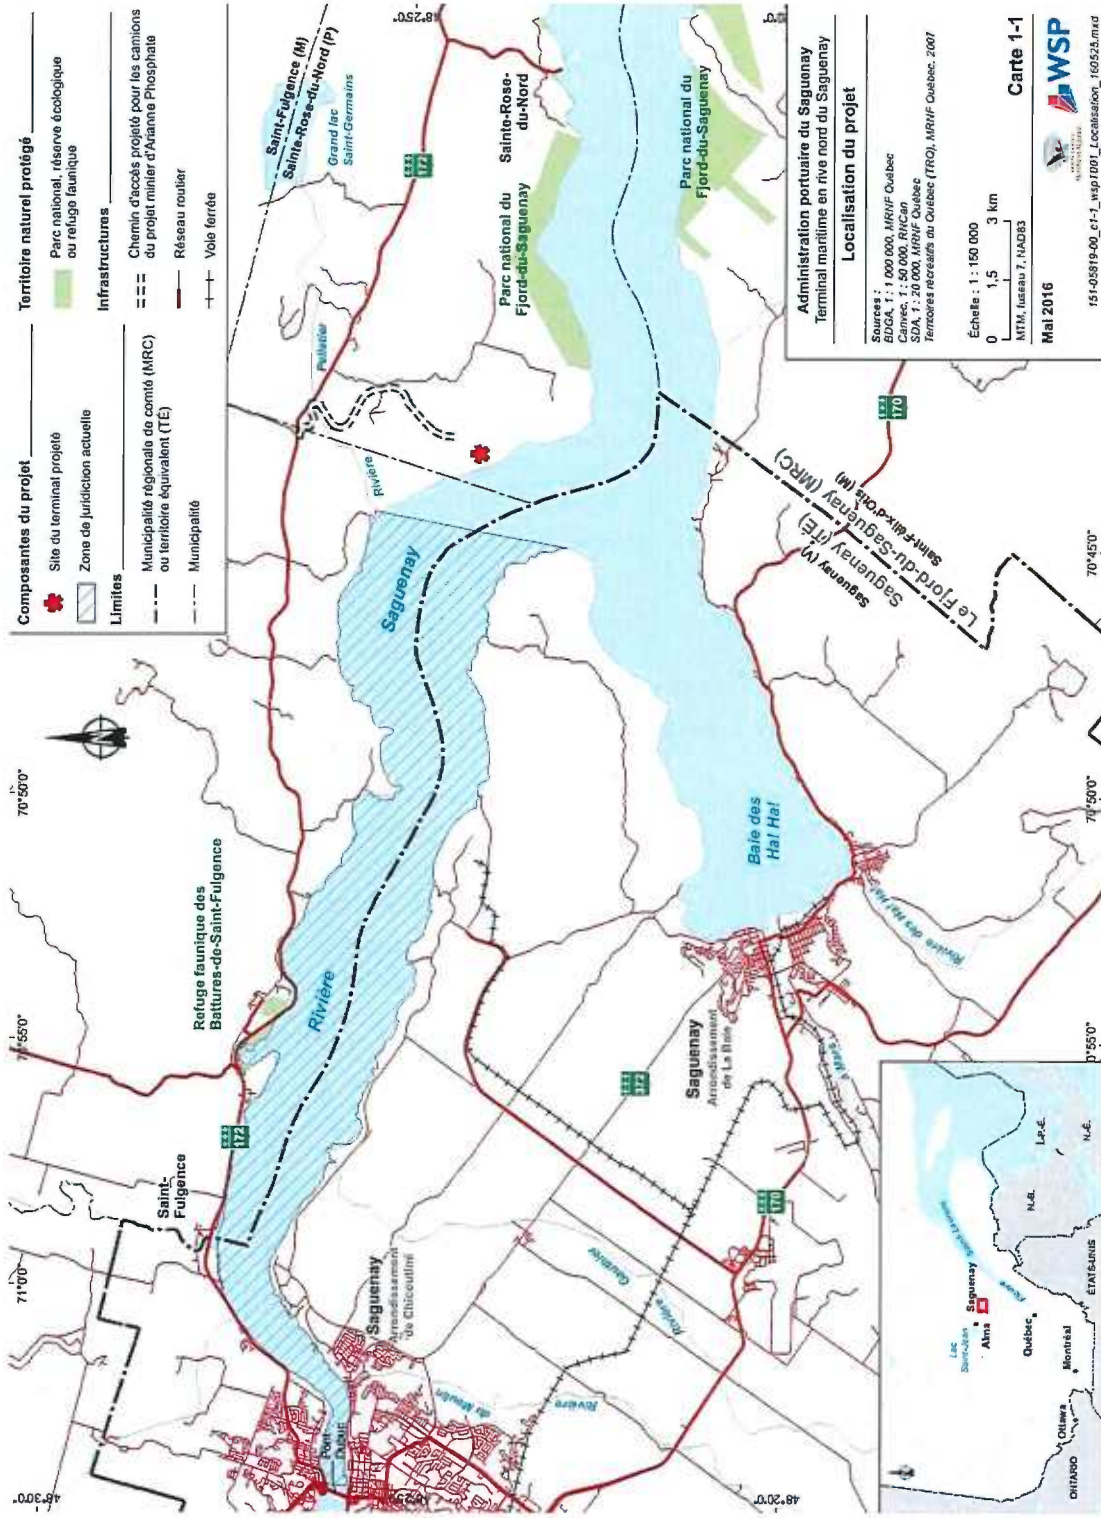 Composantes du projet
Site du terminal projeté
Zone de juridiction actuelle
Limites
Municipalité régionale de comté (MRC)
ou territoire équivalent (TÉ)
Municipalité
Territoire naturel protégé
Parc national, réserve écologique
ou refuge faunique
Infrastructures
Chemin d'accès projeté pour les camions
du projet minier d'Arianne Phosphate
Réseau routier
Voie ferrée
71°0'0"
70°50'0"
48°30'0"
48°25'0"
Saint-Fulgence (M)
Sainte-Rose-du-Nord (P)
Grand lac
Saint-Germains
172
Saint-
Fulgence
172
Refuge faunique des
Battures-de-Saint-Fulgence
Rivière
Pelletier
Sainte-Rose-
du-Nord
Parc national du
Fjord-du-Saguenay
Parc national du
Fjord-du-Saguenay
Rivière
Saguenay
Pont
Dubuc
Saguenay
Arrondissement
de Chicoutini
Rivière
du Moulin
Rivière
Gauthier
372
170
Saguenay
Arrondissement
de La Baie
à Mars
Baie des
Ha! Ha!
Rivière des Ha! Ha!
Saguenay (V)
Saguenay (TÉ)
Le Fjord-du-Saguenay (MRC)
Saint-Félix-d'Otis (M)
170
48°20'0"
70°50'0"
70°45'0"
Lac
Saint-Jean
Saguenay
Alma
Québec
Montréal
Ottawa
ONTARIO
Fleuve Saint-Laurent
ÉTATS-UNIS
N.-B.
Î.-P.-É.
N.-É.
Administration portuaire du Saguenay
Terminal maritime en rive nord du Saguenay
Localisation du projet
Sources :
BDGA, 1 : 1 000 000, MRNF Québec
Canvec, 1 : 50 000, RNCan
SDA, 1 : 20 000, MRNF Québec
Territoires récréatifs du Québec (TRQ), MRNF Québec, 2007
Échelle : 1 : 150 000
0 1,5 3 km
MTM, fuseau 7, NAD83
Mai 2016
Carte 1-1
WSP
151-05819-00_c1-1_wspT001_Localisation_160525.mxd